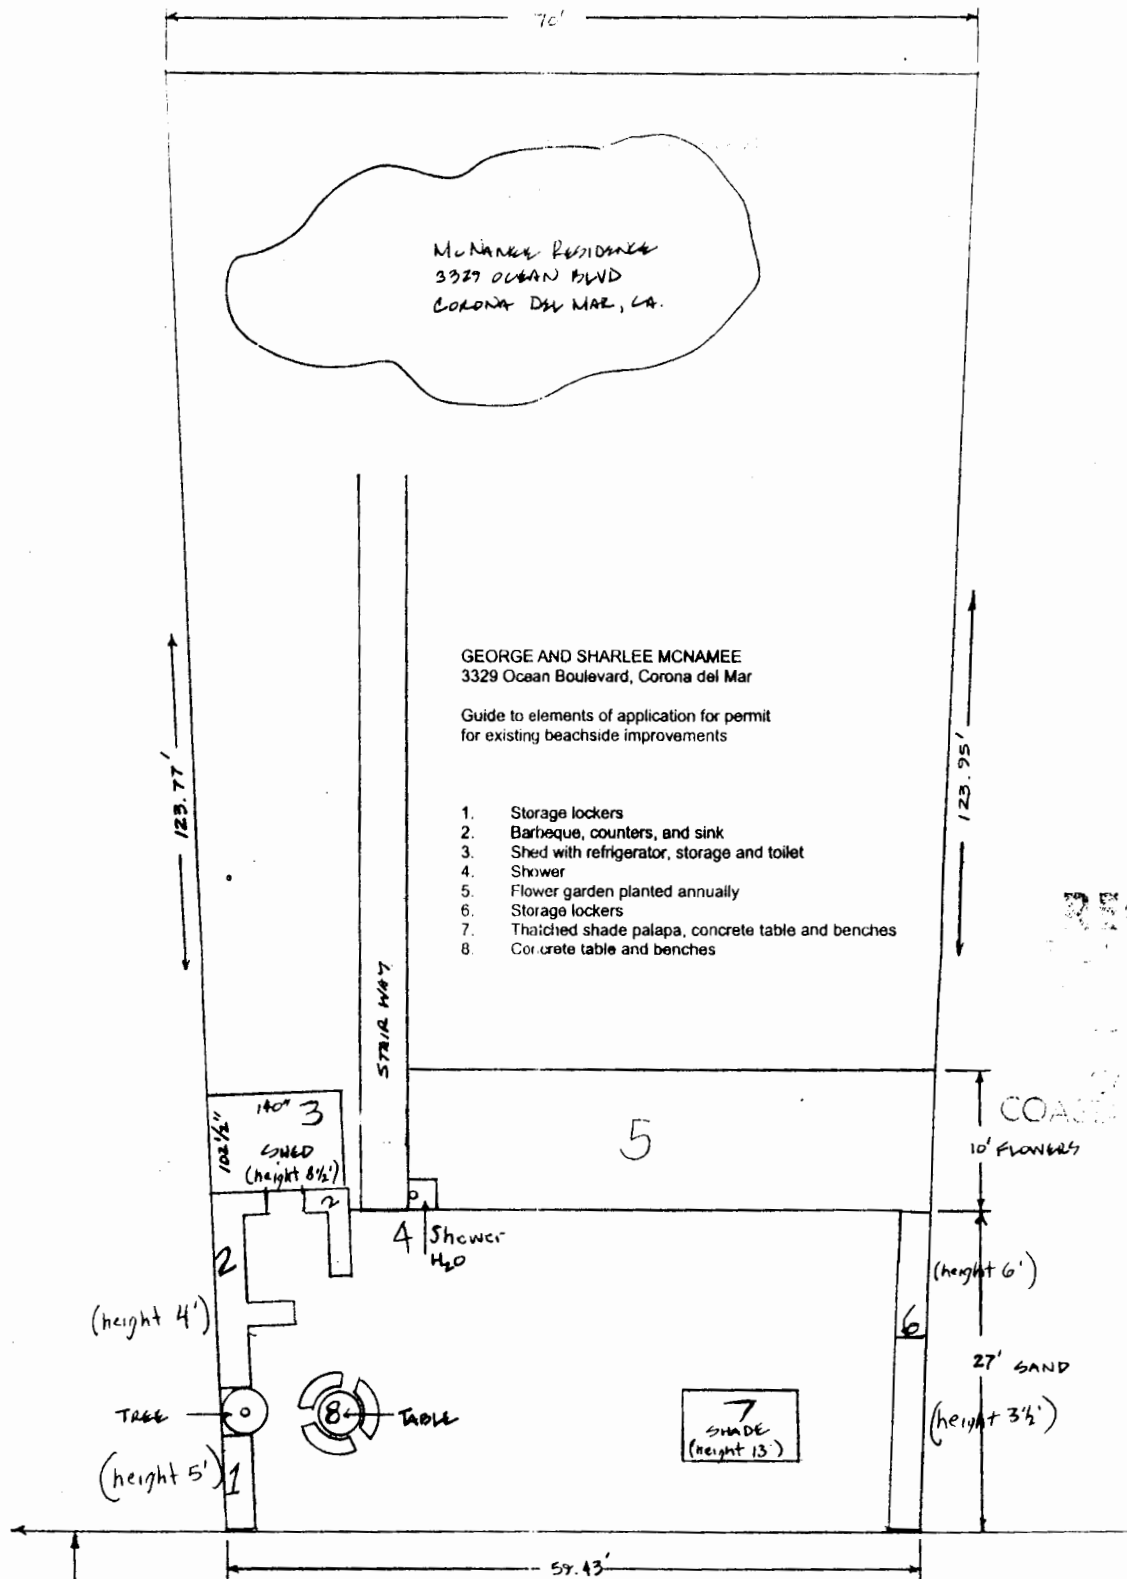 70'
McNAMEE RESIDENCE
3329 OCEAN BLVD
CORONA DEL MAR, CA.
GEORGE AND SHARLEE MCNAMEE
3329 Ocean Boulevard, Corona del Mar
Guide to elements of application for permit
for existing beachside improvements
123.77'
123.95'
1. Storage lockers
2. Barbeque, counters, and sink
3. Shed with refrigerator, storage and toilet
4. Shower
5. Flower garden planted annually
6. Storage lockers
7. Thatched shade palapa, concrete table and benches
8. Concrete table and benches
STAIR WAY
140" 3
102½"
SHED
(height 8½')
5
COAS
10' FLOWERS
2
4 Shower
H2O
2
(height 4')
(height 6')
6
27' SAND
TREE
8
TABLE
7
SHADE
(height 13')
(height 3½')
(height 5') 1
59.43'